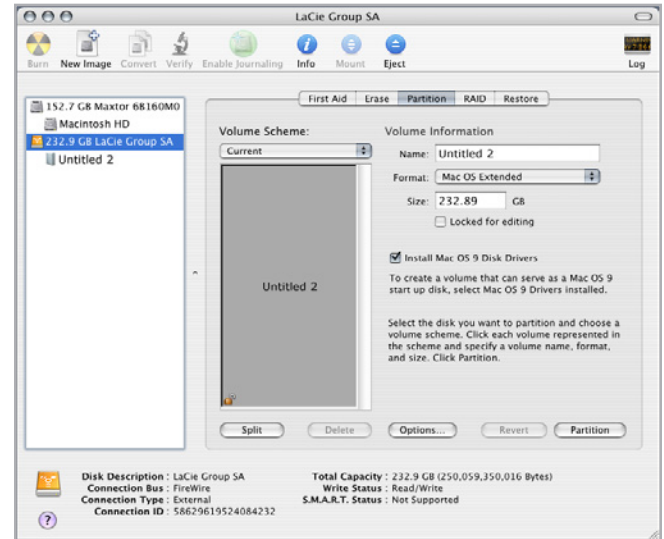 LaCie Group SA
Burn New Image Convert Verify Enable Journaling Info Mount Eject Log
152.7 GB Maxtor 6B160M0
Macintosh HD
232.9 GB LaCie Group SA
Untitled 2
First Aid Erase Partition RAID Restore
Volume Scheme:
Current
Untitled 2
Volume Information
Name: Untitled 2
Format: Mac OS Extended
Size: 232.89 GB
Locked for editing
Install Mac OS 9 Disk Drivers
To create a volume that can serve as a Mac OS 9
start up disk, select Mac OS 9 Drivers installed.
Select the disk you want to partition and choose a
volume scheme. Click each volume represented in
the scheme and specify a volume name, format,
and size. Click Partition.
Split Delete Options... Revert Partition
Disk Description : LaCie Group SA
Connection Bus : FireWire
Connection Type : External
Connection ID : 58629619524084232
Total Capacity : 232.9 GB (250,059,350,016 Bytes)
Write Status : Read/Write
S.M.A.R.T. Status : Not Supported
?